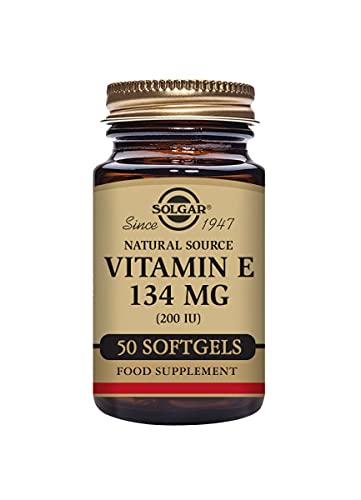 SOLGAR®
Since 1947
NATURAL SOURCE
VITAMIN E
134 MG
(200 IU)
50 SOFTGELS
FOOD SUPPLEMENT